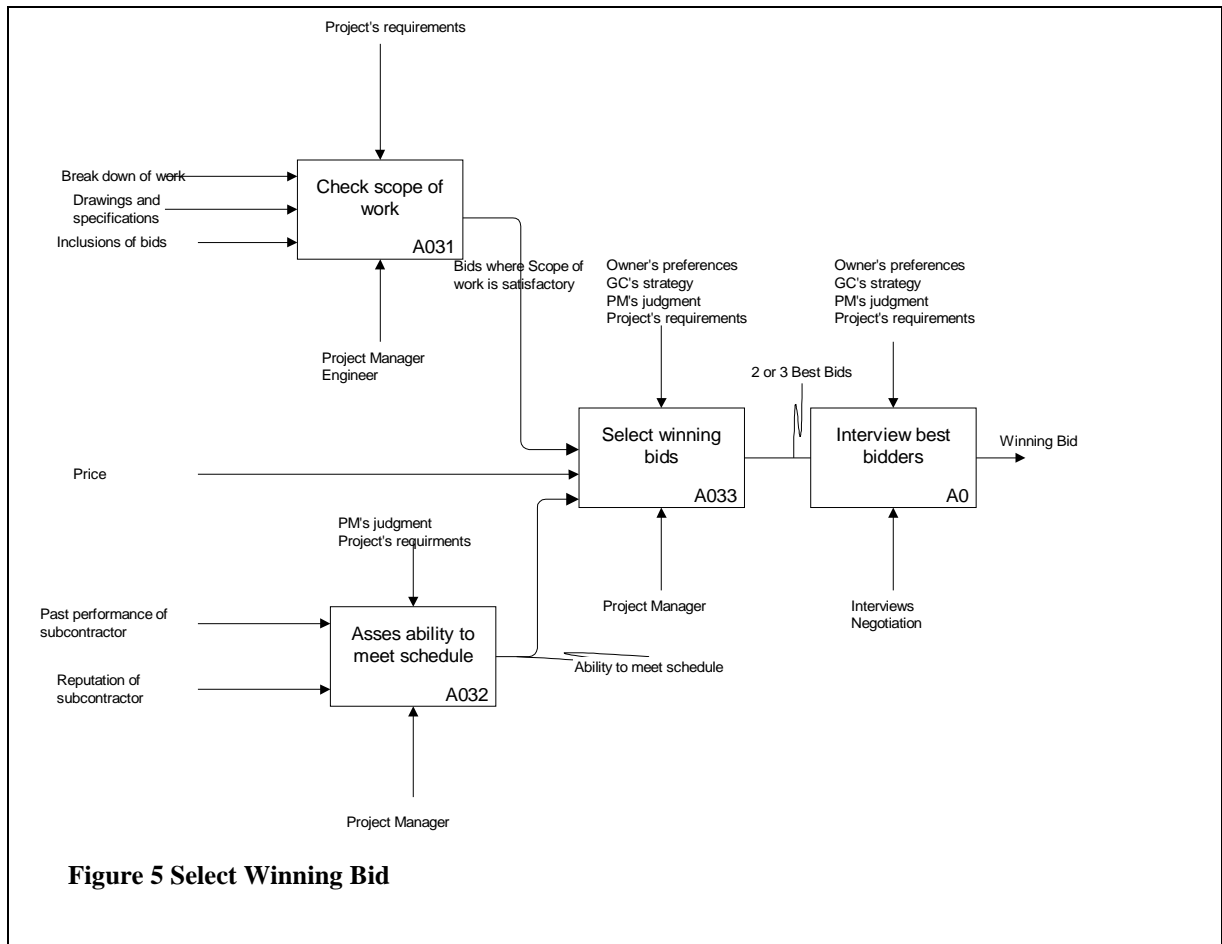 Project's requirements
Break down of work
Drawings and
specifications
Inclusions of bids
Check scope of
work
A031
Bids where Scope of
work is satisfactory
Project Manager
Engineer
Owner's preferences
GC's strategy
PM's judgment
Project's requirements
Owner's preferences
GC's strategy
PM's judgment
Project's requirements
2 or 3 Best Bids
Price
Select winning
bids
A033
Interview best
bidders
A0
Winning Bid
PM's judgment
Project's requirments
Project Manager
Interviews
Negotiation
Past performance of
subcontractor
Reputation of
subcontractor
Asses ability to
meet schedule
A032
Ability to meet schedule
Project Manager
Figure 5 Select Winning Bid